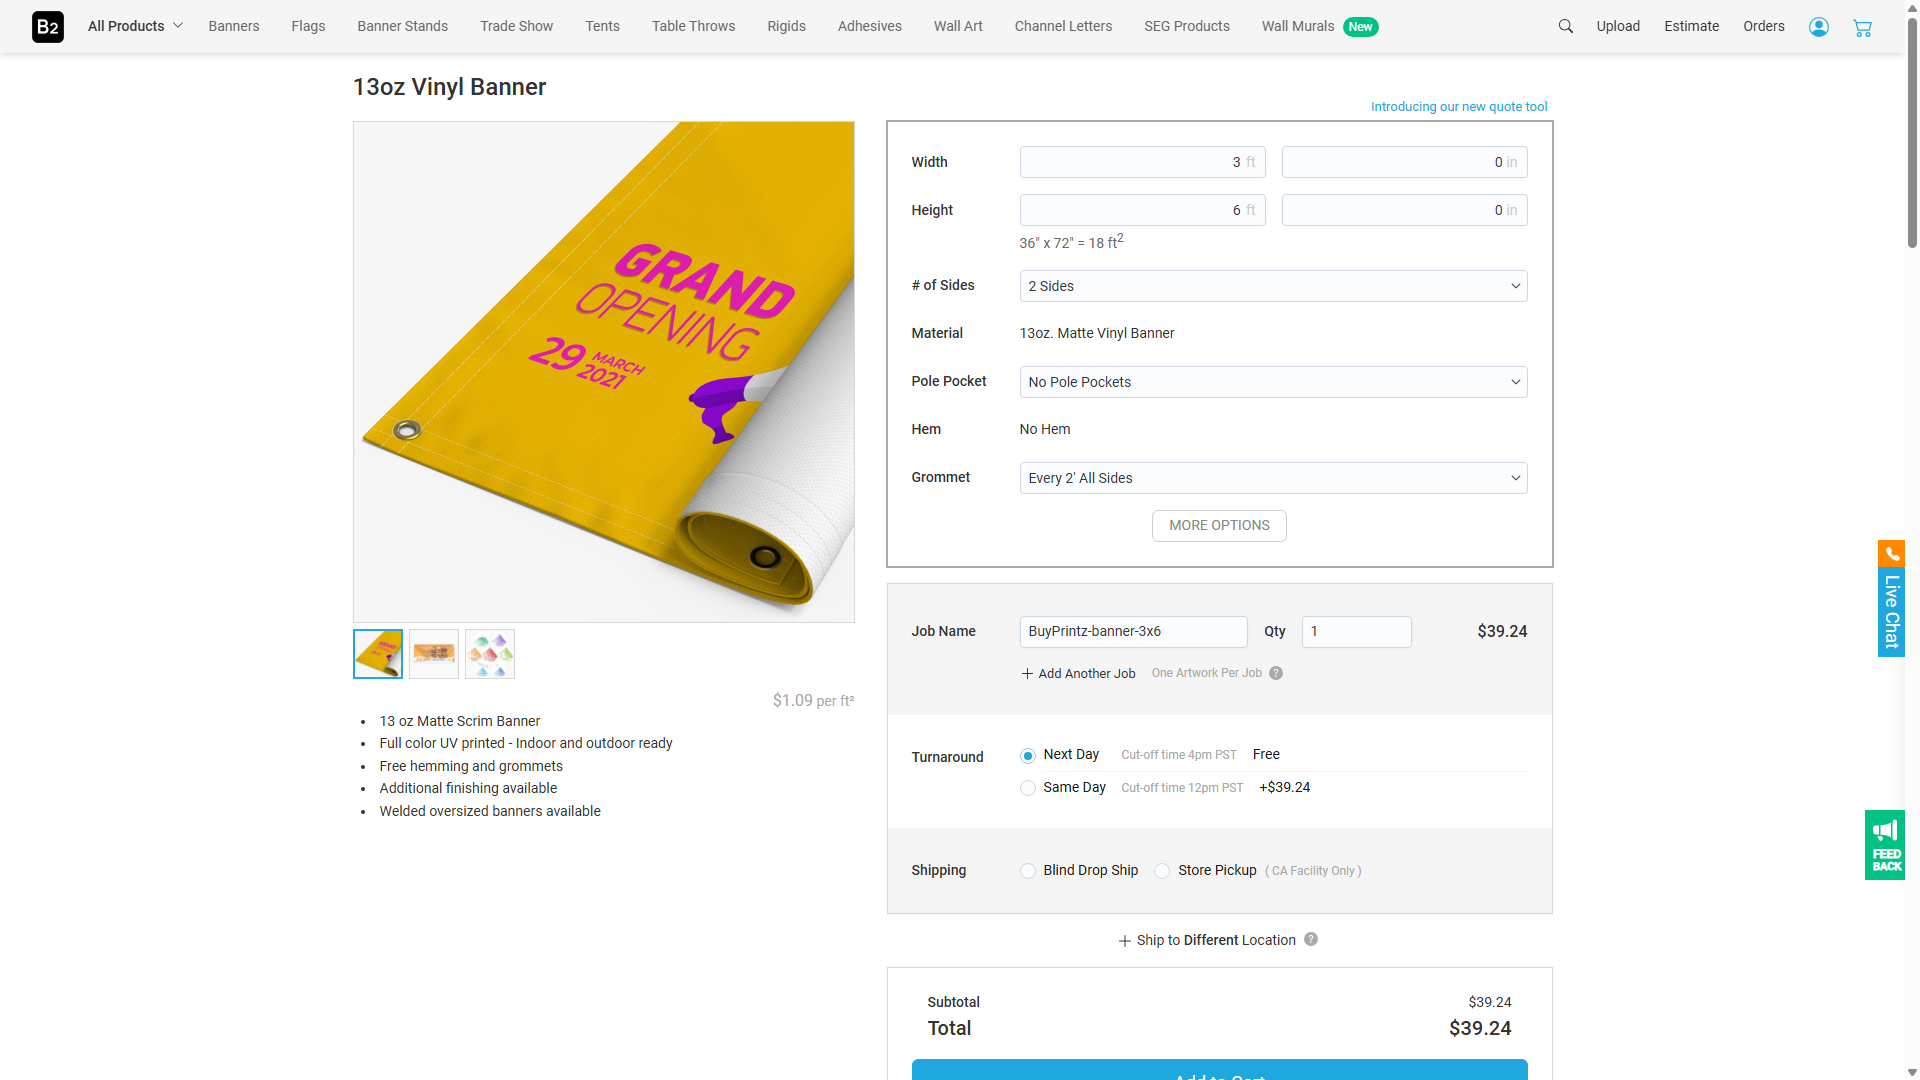 B2
All Products
Banners
Flags
Banner Stands
Trade Show
Tents
Table Throws
Rigids
Adhesives
Wall Art
Channel Letters
SEG Products
Wall Murals New
Upload
Estimate
Orders
13oz Vinyl Banner
Introducing our new quote tool
GRAND
OPENING
29 MARCH
2021
$1.09 per ft²
13 oz Matte Scrim Banner
Full color UV printed - Indoor and outdoor ready
Free hemming and grommets
Additional finishing available
Welded oversized banners available
Width 3 ft 0 in
Height 6 ft 0 in
36" x 72" = 18 ft2
# of Sides 2 Sides
Material 13oz. Matte Vinyl Banner
Pole Pocket No Pole Pockets
Hem No Hem
Grommet Every 2' All Sides
MORE OPTIONS
Job Name BuyPrintz-banner-3x6 Qty 1 $39.24
+ Add Another Job One Artwork Per Job ?
Turnaround Next Day Cut-off time 4pm PST Free
Same Day Cut-off time 12pm PST +$39.24
Shipping Blind Drop Ship Store Pickup ( CA Facility Only )
+ Ship to Different Location ?
Subtotal $39.24
Total $39.24
Add to Cart
Live Chat
FEED
BACK